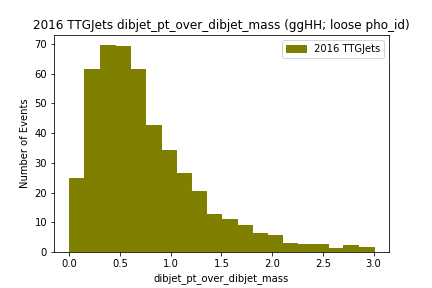 2016 TTGJets dibjet_pt_over_dibjet_mass (ggHH; loose pho_id)
2016 TTGJets
70
60
50
40
30
20
10
0
Number of Events
0.0 0.5 1.0 1.5 2.0 2.5 3.0
dibjet_pt_over_dibjet_mass